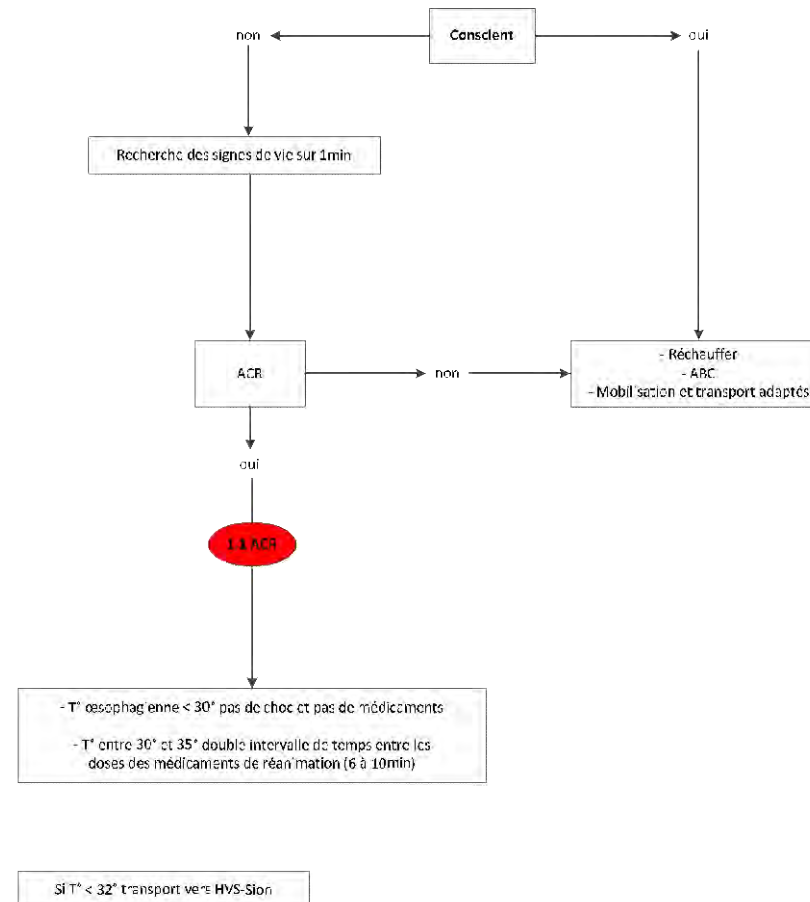 Conscient
non
oui
Recherche des signes de vie sur 1min
ACR
non
- Réchauffer
- ABC
- Mobilisation et transport adaptés
oui
1.1 ACR
- T° œsophagienne < 30° pas de choc et pas de médicaments
- T° entre 30° et 35° double intervalle de temps entre les
doses des médicaments de réanimation (6 à 10min)
Si T° < 32° transport vers HVS-Sion